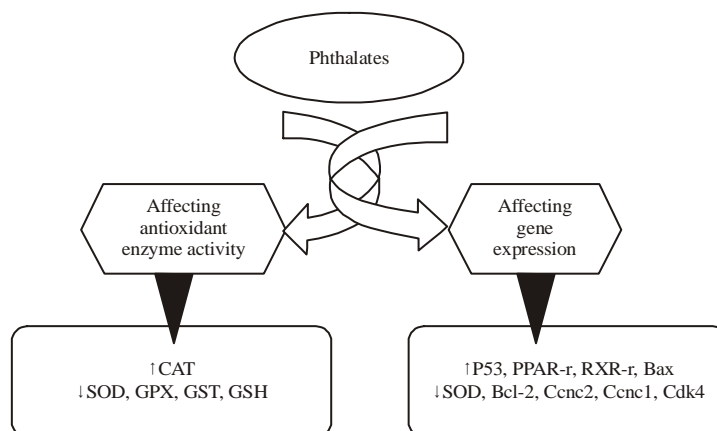 Phthalates
Affecting
antioxidant
enzyme activity
Affecting
gene
expression
↑CAT
↓SOD, GPX, GST, GSH
↑P53, PPAR-r, RXR-r, Bax
↓SOD, Bcl-2, Ccnc2, Ccnc1, Cdk4